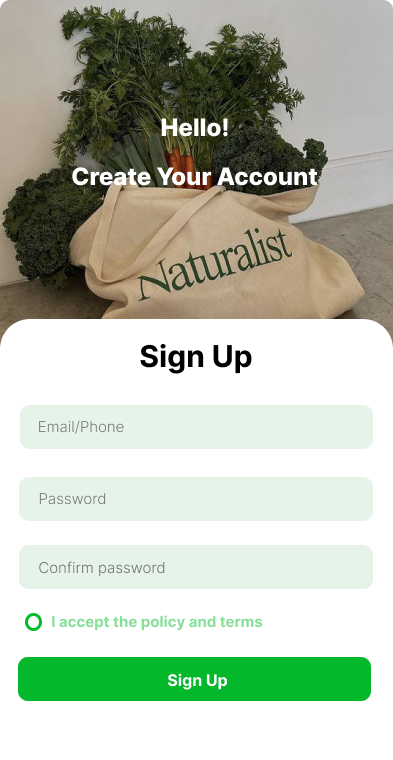 Hello!
Create Your Account
Naturalist
Sign Up
Email/Phone
Password
Confirm password
I accept the policy and terms
Sign Up